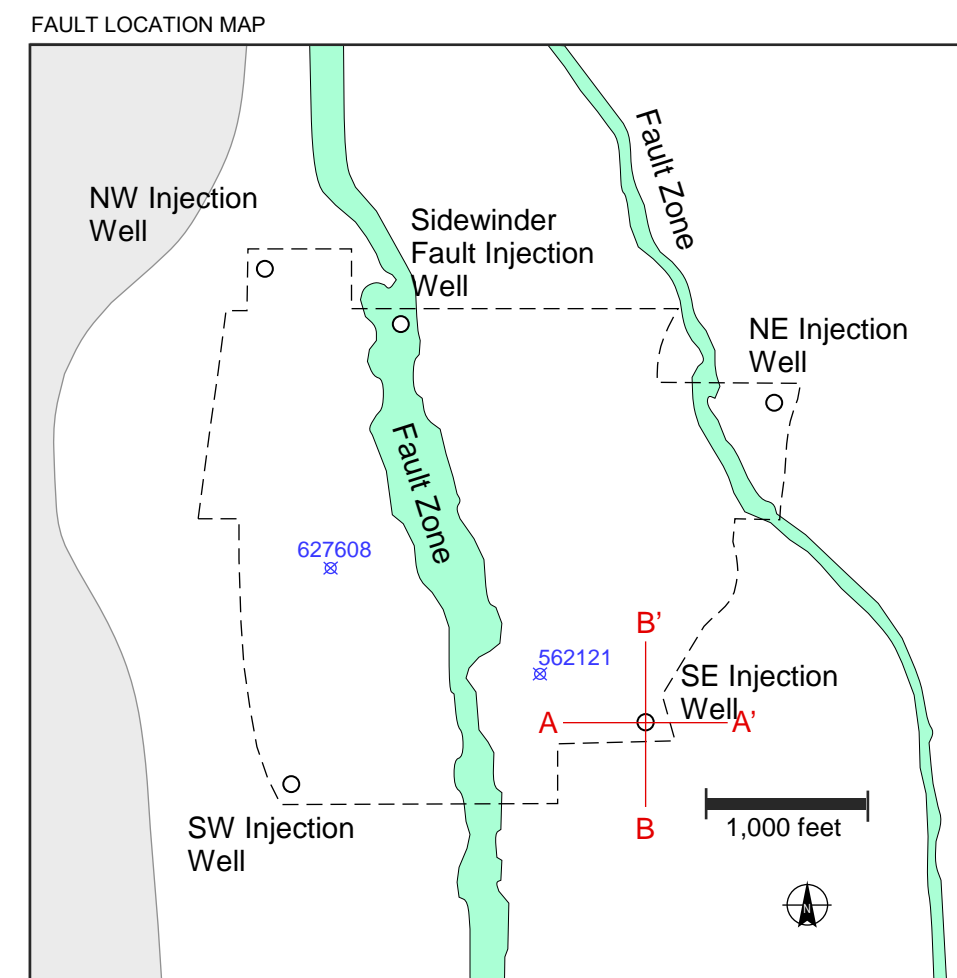 FAULT LOCATION MAP
Fault Zone
NW Injection
Well
Sidewinder
Fault Injection
Well
NE Injection
Well
Fault Zone
627608
B'
562121
SE Injection
Well
A
A’
1,000 feet
B
SW Injection
Well
N